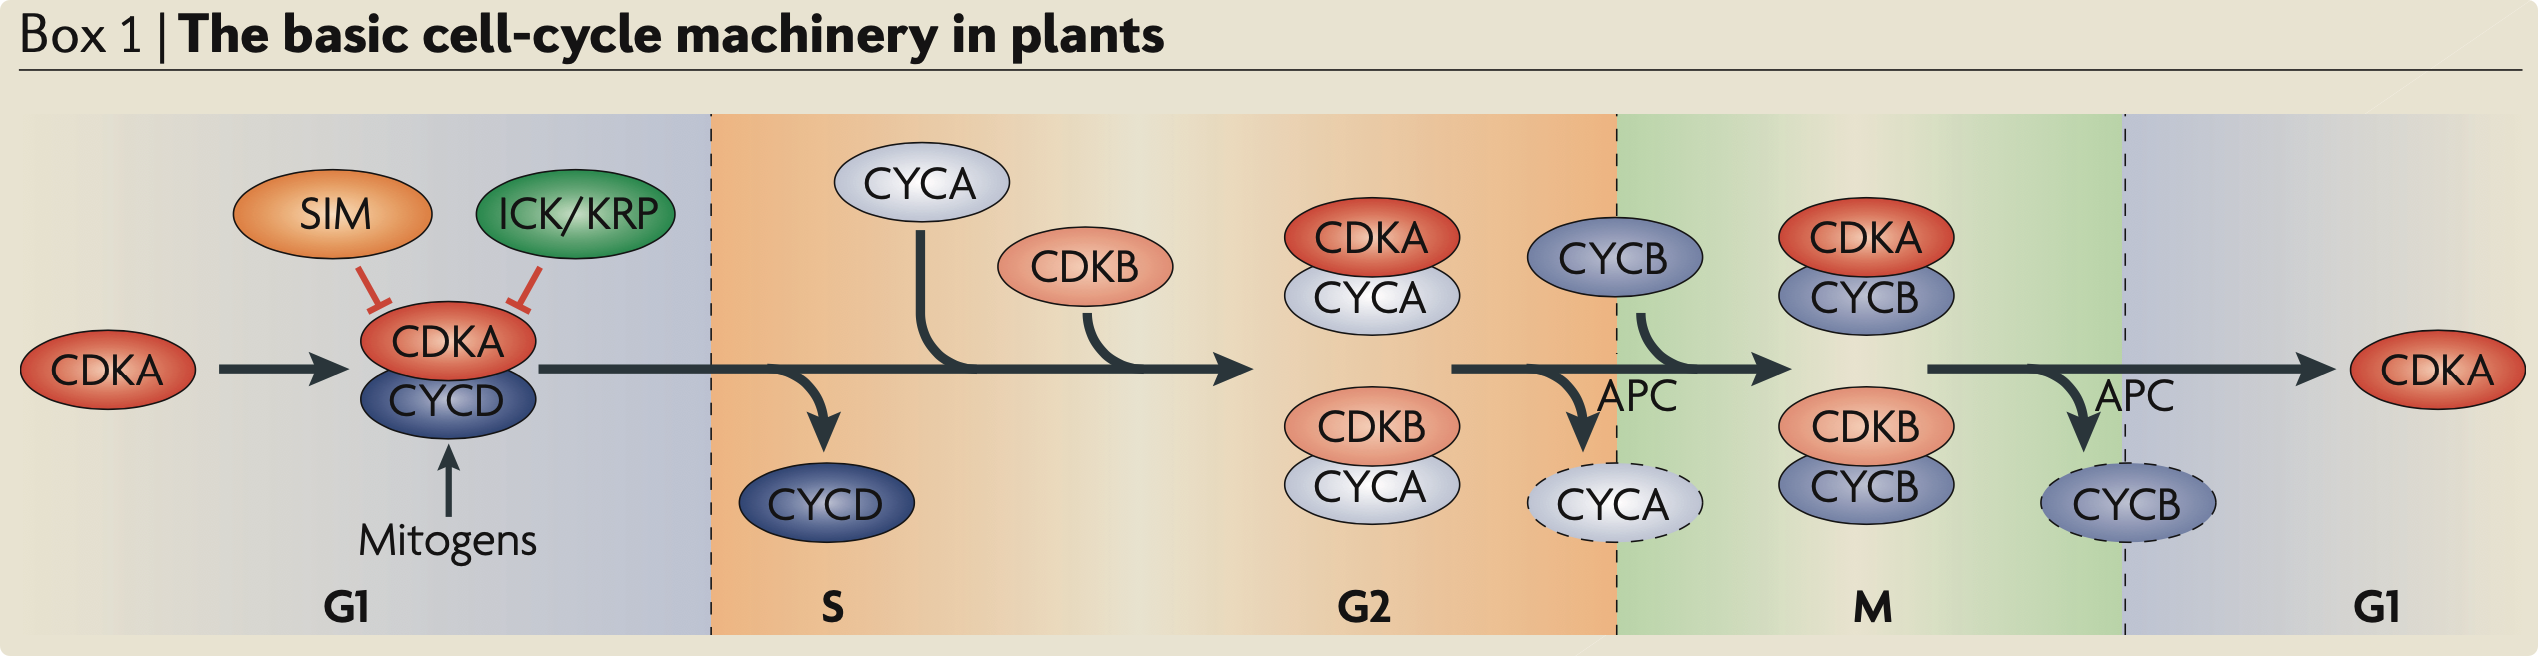 Box 1 | The basic cell-cycle machinery in plants
CDKA
SIM
ICK/KRP
CDKA
CYCD
Mitogens
G1
CYCD
S
CYCA
CDKB
CDKA
CYCA
CDKB
CYCA
G2
CYCB
APC
CYCA
CDKA
CYCB
CDKB
CYCB
M
APC
CYCB
CDKA
G1